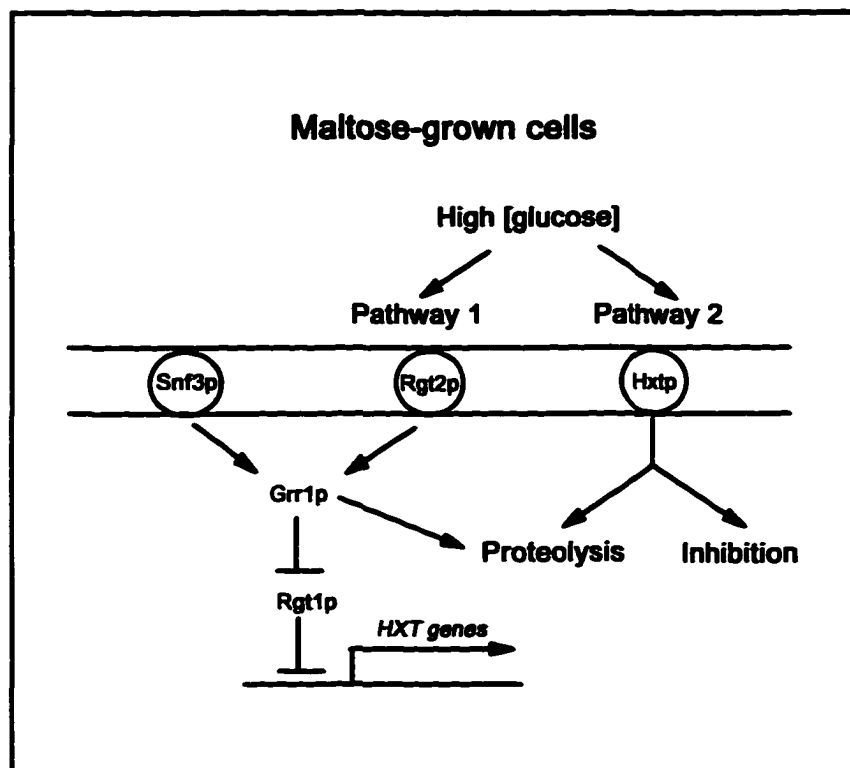 Maltose-grown cells
High [glucose]
Pathway 1 Pathway 2
Snf3p Rgt2p Hxtp
Grr1p
Proteolysis Inhibition
Rgt1p
HXT genes